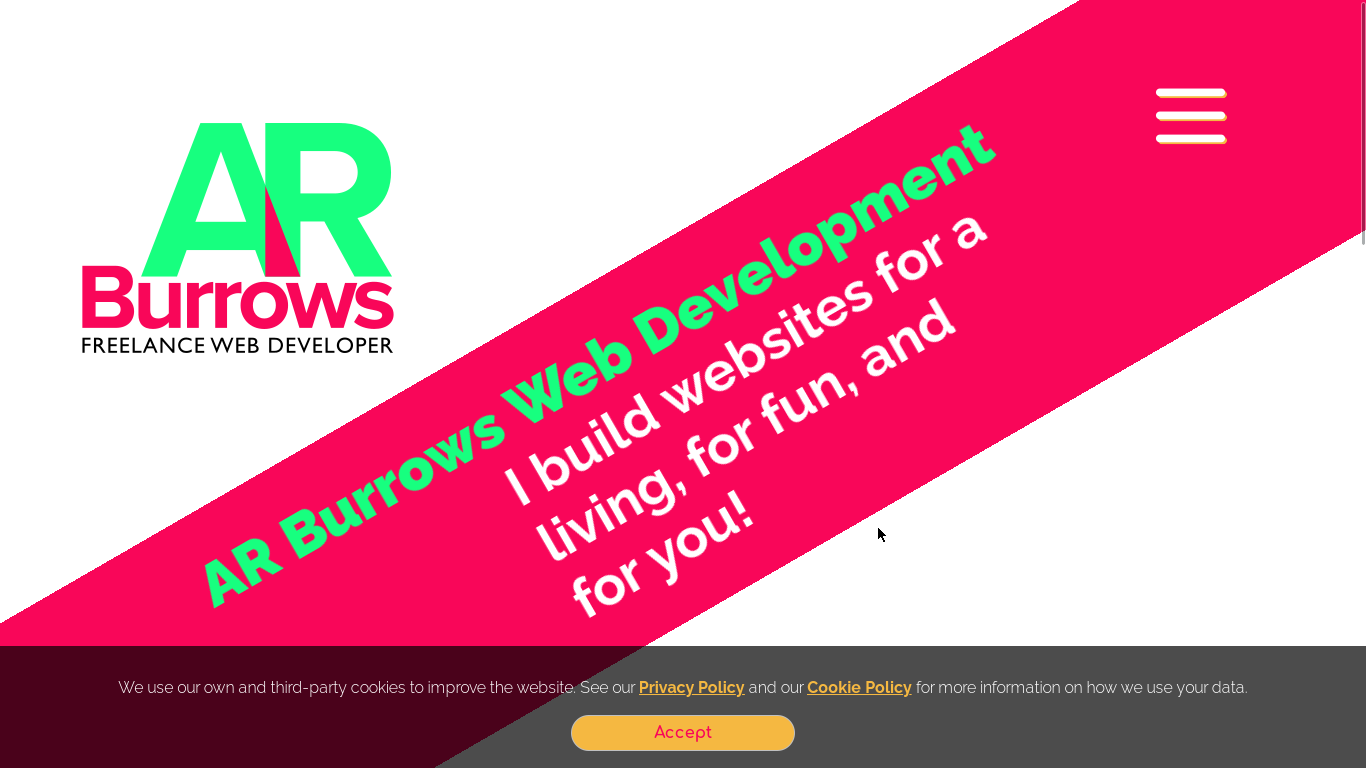 AR
Burrows
FREELANCE WEB DEVELOPER
AR Burrows Web Development
I build websites for a
living, for fun, and
for you!
We use our own and third-party cookies to improve the website. See our Privacy Policy and our Cookie Policy for more information on how we use your data.
Accept